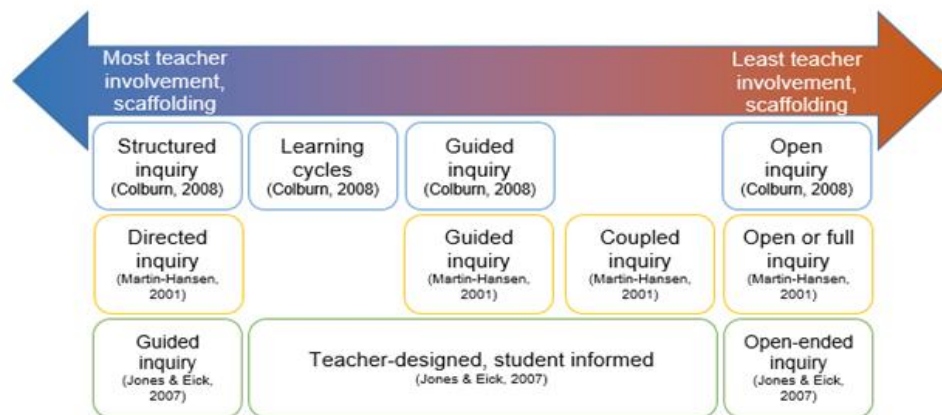 Most teacher
involvement,
scaffolding
Least teacher
involvement,
scaffolding
Structured
inquiry
(Colburn, 2008)
Learning
cycles
(Colburn, 2008)
Guided
inquiry
(Colburn, 2008)
Open
inquiry
(Colburn, 2008)
Directed
inquiry
(Martin-Hansen,
2001)
Guided
inquiry
(Martin-Hansen,
2001)
Coupled
inquiry
(Martin-Hansen,
2001)
Open or full
inquiry
(Martin-Hansen,
2001)
Guided
inquiry
(Jones & Eick,
2007)
Teacher-designed, student informed
(Jones & Eick, 2007)
Open-ended
inquiry
(Jones & Eick,
2007)